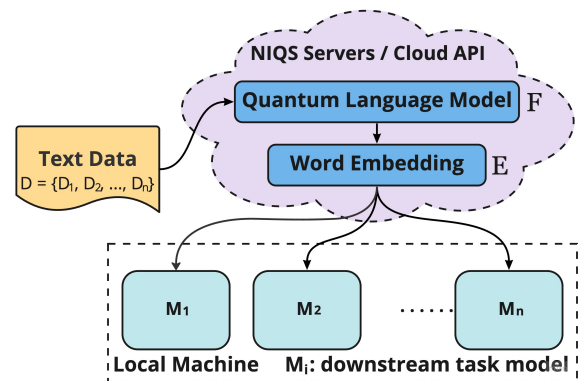 NIQS Servers / Cloud API
Quantum Language Model F
Text Data
D = {D₁, D₂, ..., Dₙ}
Word Embedding E
M₁ M₂ ...... Mₙ
Local Machine Mᵢ: downstream task model